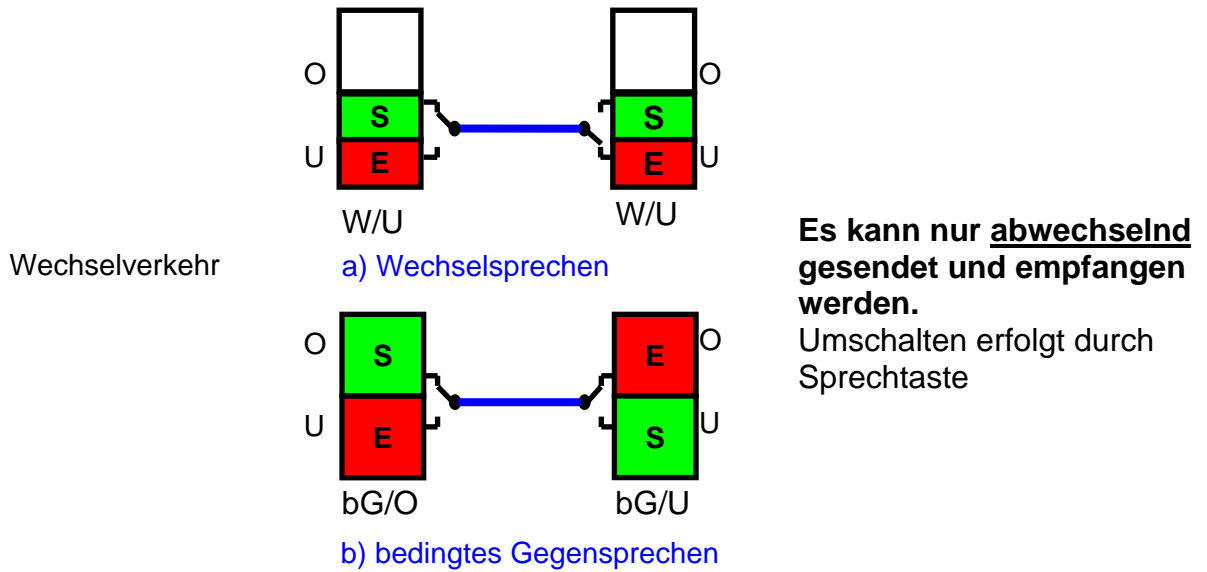 O O
S S
U E E U
W/U W/U
Wechselverkehr
a) Wechselsprechen
Es kann nur abwechselnd
gesendet und empfangen
werden.
Umschalten erfolgt durch
Sprechtaste
O S E O
U E S U
bG/O bG/U
b) bedingtes Gegensprechen